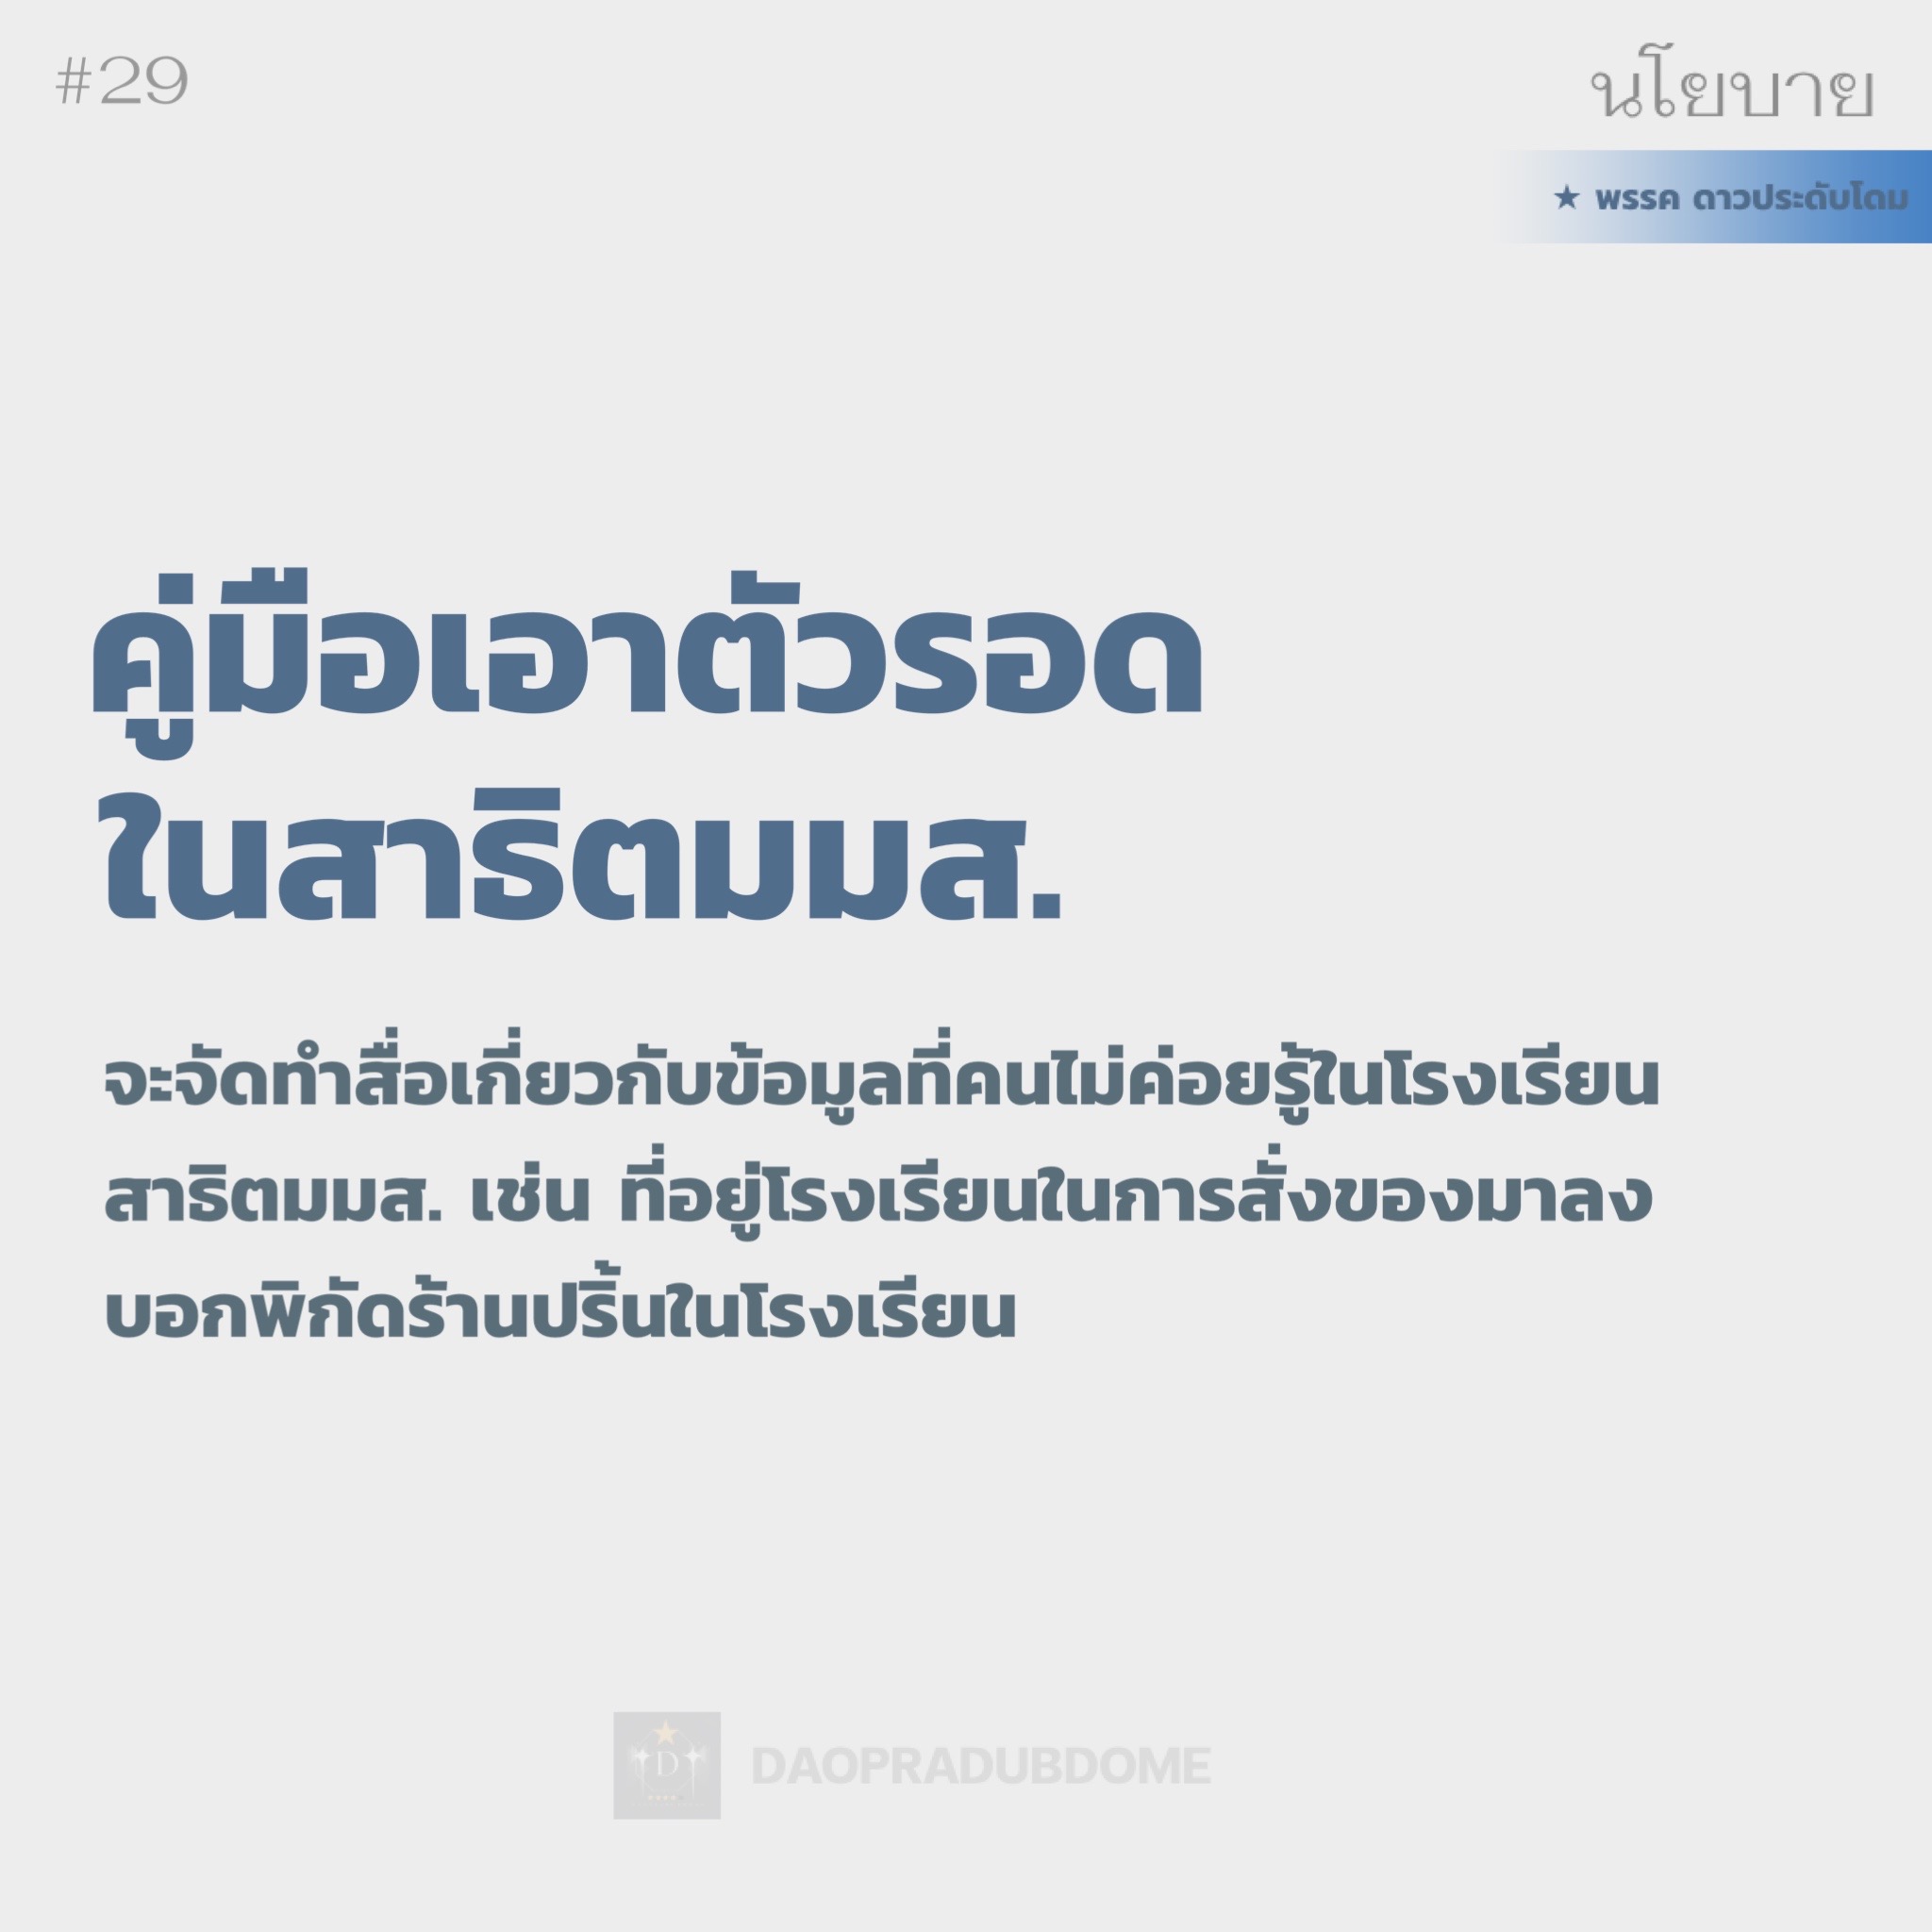 #29
นโยบาย
★ พรรค ดาวประดับโดม
คู่มือเอาตัวรอด
ในสาธิตมมส.
จะจัดทำสื่อเกี่ยวกับข้อมูลที่คนไม่ค่อยรู้ในโรงเรียน
สาธิตมมส. เช่น ที่อยู่โรงเรียนในการสั่งของมาลง
บอกพิกัดร้านปริ้นในโรงเรียน
D
DAOPRADUBDOME